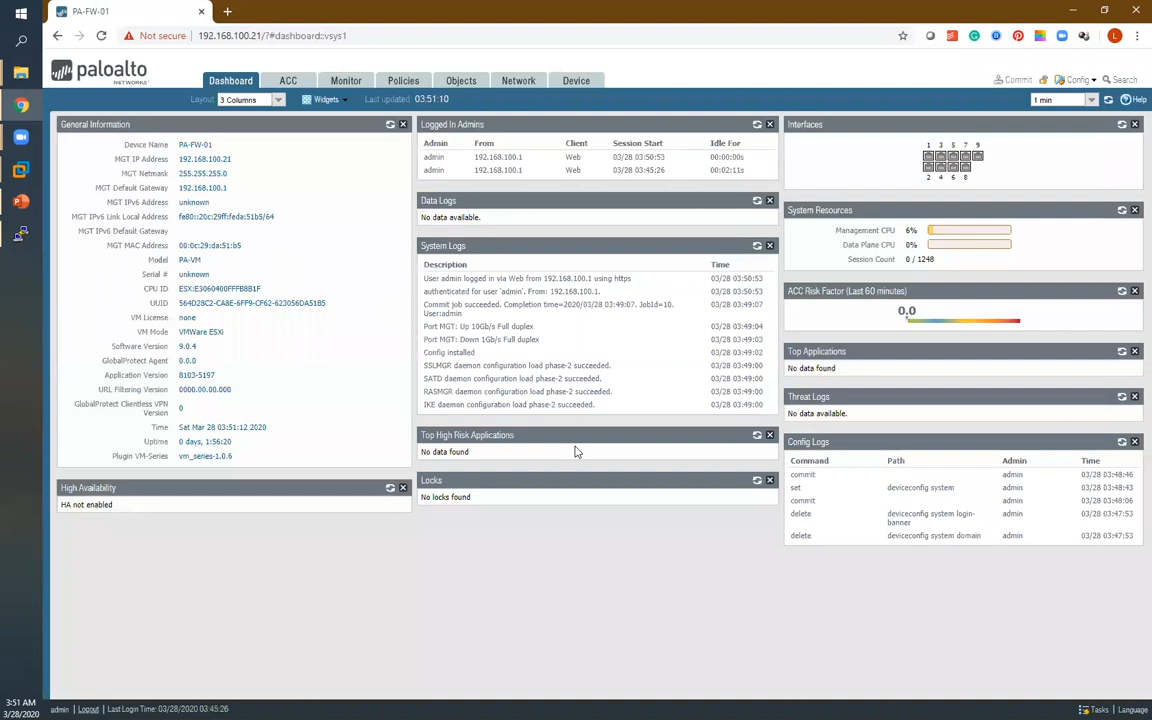 PA-FW-01
Not secure 192.168.100.21/?#dashboard::vsys1
L
paloalto
NETWORKS
Dashboard ACC Monitor Policies Objects Network Device
Commit Config Search
Layout 3 Columns Widgets Last updated 03:51:10 1 min Help
General Information
Device Name PA-FW-01
MGT IP Address 192.168.100.21
MGT Netmask 255.255.255.0
MGT Default Gateway 192.168.100.1
MGT IPv6 Address unknown
MGT IPv6 Link Local Address fe80::20c:29ff:feda:51b5/64
MGT IPv6 Default Gateway
MGT MAC Address 00:0c:29:da:51:b5
Model PA-VM
Serial # unknown
CPU ID ESX:E3060400FFFB8B1F
UUID 564D28C2-CA8E-6FF9-CF62-623056DA51B5
VM License none
VM Mode VMWare ESXi
Software Version 9.0.4
GlobalProtect Agent 0.0.0
Application Version 8103-5197
URL Filtering Version 0000.00.00.000
GlobalProtect Clientless VPN
Version 0
Time Sat Mar 28 03:51:12 2020
Uptime 0 days, 1:56:20
Plugin VM-Series vm_series-1.0.6
High Availability
HA not enabled
Logged In Admins
Admin From Client Session Start Idle For
admin 192.168.100.1 Web 03/28 03:50:53 00:00:00s
admin 192.168.100.1 Web 03/28 03:45:26 00:02:11s
Data Logs
No data available.
System Logs
Description Time
User admin logged in via Web from 192.168.100.1 using https 03/28 03:50:53
authenticated for user 'admin'. From: 192.168.100.1. 03/28 03:50:53
Commit job succeeded. Completion time=2020/03/28 03:49:07. JobId=10. 03/28 03:49:07
User:admin
Port MGT: Up 10Gb/s Full duplex 03/28 03:49:04
Port MGT: Down 1Gb/s Full duplex 03/28 03:49:03
Config installed 03/28 03:49:02
SSLMGR daemon configuration load phase-2 succeeded. 03/28 03:49:00
SATD daemon configuration load phase-2 succeeded. 03/28 03:49:00
RASMGR daemon configuration load phase-2 succeeded. 03/28 03:49:00
IKE daemon configuration load phase-2 succeeded. 03/28 03:49:00
Top High Risk Applications
No data found
Locks
No locks found
Interfaces
1 3 5 7 9
2 4 6 8
System Resources
Management CPU 6%
Data Plane CPU 0%
Session Count 0 / 1248
ACC Risk Factor (Last 60 minutes)
0.0
Top Applications
No data found
Threat Logs
No data available.
Config Logs
Command Path Admin Time
commit admin 03/28 03:48:46
set deviceconfig system admin 03/28 03:48:43
commit admin 03/28 03:48:06
delete deviceconfig system login- admin 03/28 03:47:53
banner
delete deviceconfig system domain admin 03/28 03:47:53
3:51 AM
3/28/2020
admin | Logout | Last Login Time: 03/28/2020 03:45:26 Tasks | Language